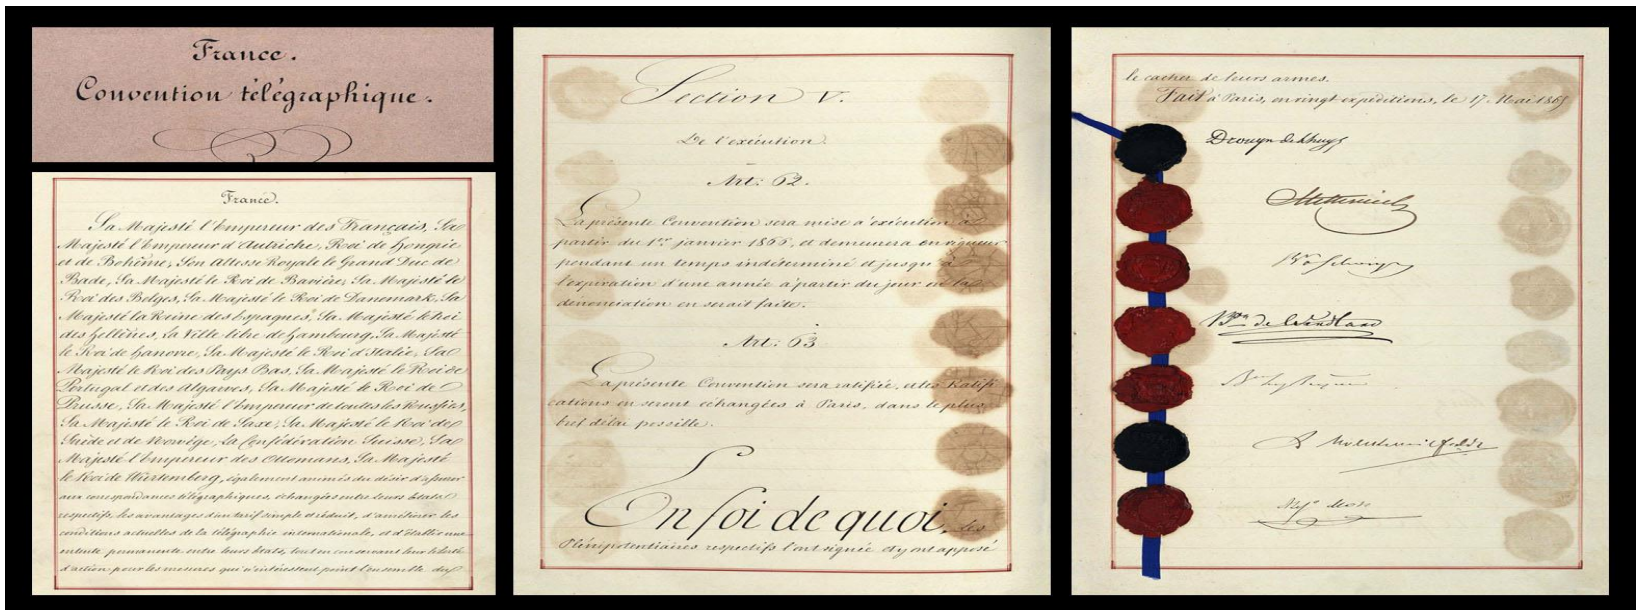 France.
Convention télégraphique.
France.
Sa Majesté l'Empereur des Français, Sa
Majesté l'Empereur d'Autriche, Roi de Hongrie
et de Bohême, Son Altesse Royale le Grand Duc de
Bade, Sa Majesté le Roi de Bavière, Sa Majesté le
Roi des Belges, Sa Majesté le Roi de Danemark, Sa
Majesté la Reine des Espagnes, Sa Majesté le Roi
des Hellènes, la Ville libre de Hambourg, Sa Majesté
le Roi de Hanovre, Sa Majesté le Roi d'Italie, Sa
Majesté le Roi des Pays Bas, Sa Majesté le Roi de
Portugal et des Algarves, Sa Majesté le Roi de
Prusse, Sa Majesté l'Empereur de toutes les Russies,
Sa Majesté le Roi de Saxe, Sa Majesté le Roi de
Suède et de Norvège, la Confédération Suisse, Sa
Majesté l'Empereur des Ottomans, Sa Majesté
le Roi de Wurtemberg, également animés du désir d'assurer
aux correspondances télégraphiques, échangées entre leurs états
respectifs, les avantages d'un tarif simple et réduit, d'améliorer les
conditions actuelles de la télégraphie internationale, et d'établir une
entente permanente entre leurs états, tout en conservant leur liberté
d'action pour les mesures qui n'intéressent point l'ensemble du
Section V.
De l'exécution.
Art: 62.
La présente Convention sera mise à exécution à
partir du 1er janvier 1866, et demeurera en vigueur
pendant un temps indéterminé et jusqu'à
l'expiration d'une année à partir du jour où la
dénonciation en serait faite.
Art: 63
La présente Convention sera ratifiée, et les Ratifi
cations en seront échangées à Paris, dans le plus
bref délai possible.
En foi de quoi, les
Plénipotentiaires respectifs l'ont signée et y ont apposé
le cachet de leurs armes.
Fait à Paris, en vingt expéditions, le 17. Mai 1865
Drouyn de Lhuys
Metternich
Bon de Wendland